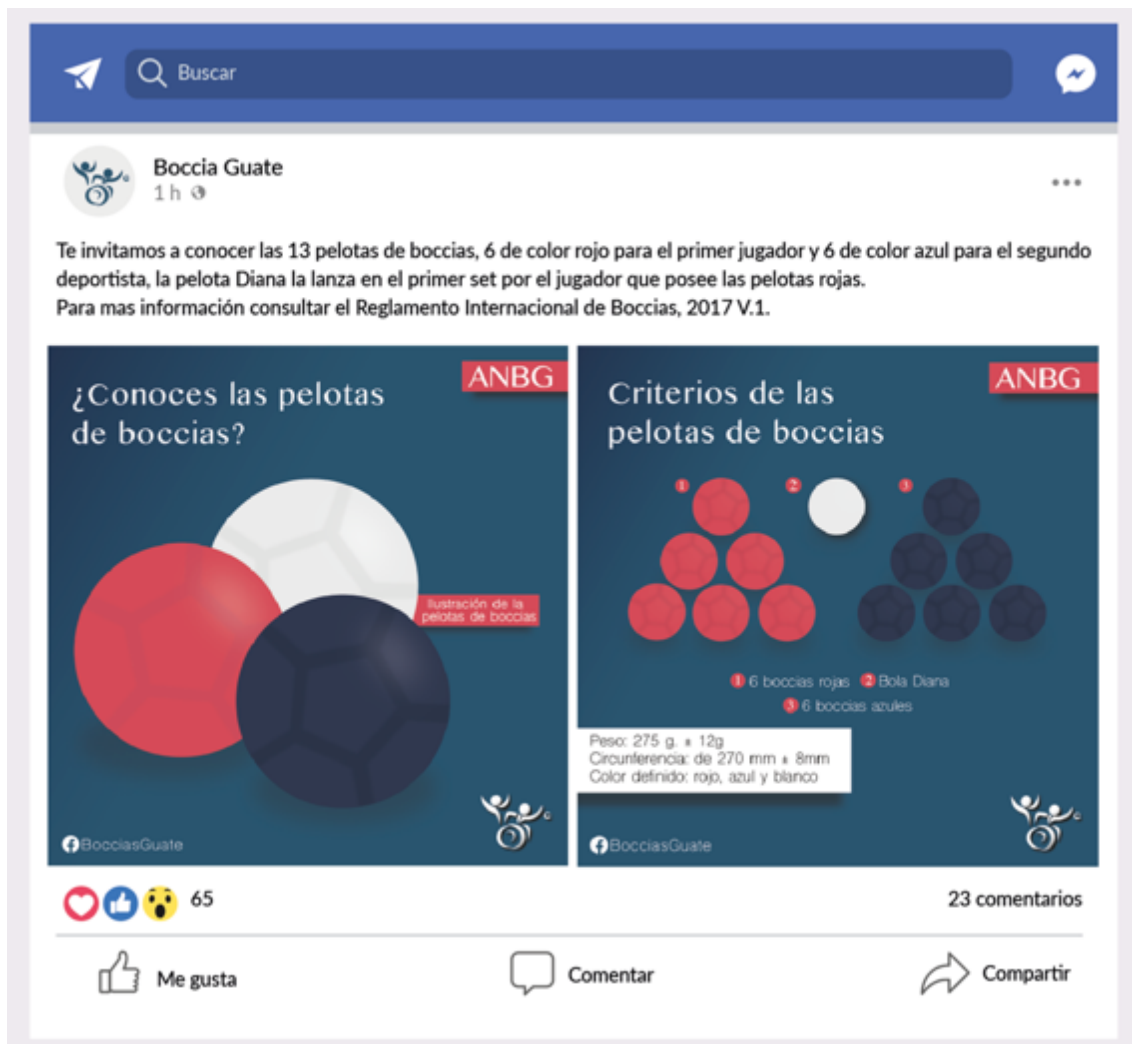 Buscar
Boccia Guate
1 h
Te invitamos a conocer las 13 pelotas de boccias, 6 de color rojo para el primer jugador y 6 de color azul para el segundo
deportista, la pelota Diana la lanza en el primer set por el jugador que posee las pelotas rojas.
Para mas información consultar el Reglamento Internacional de Boccias, 2017 V.1.
ANBG
¿Conoces las pelotas
de boccias?
Ilustración de la
pelotas de boccias
BocciasGuate
ANBG
Criterios de las
pelotas de boccias
1 2 3
1 6 boccias rojas 2 Bola Diana
3 6 boccias azules
Peso: 275 g. ± 12g
Circunferencia: de 270 mm ± 8mm
Color definido: rojo, azul y blanco
BocciasGuate
65
23 comentarios
Me gusta
Comentar
Compartir